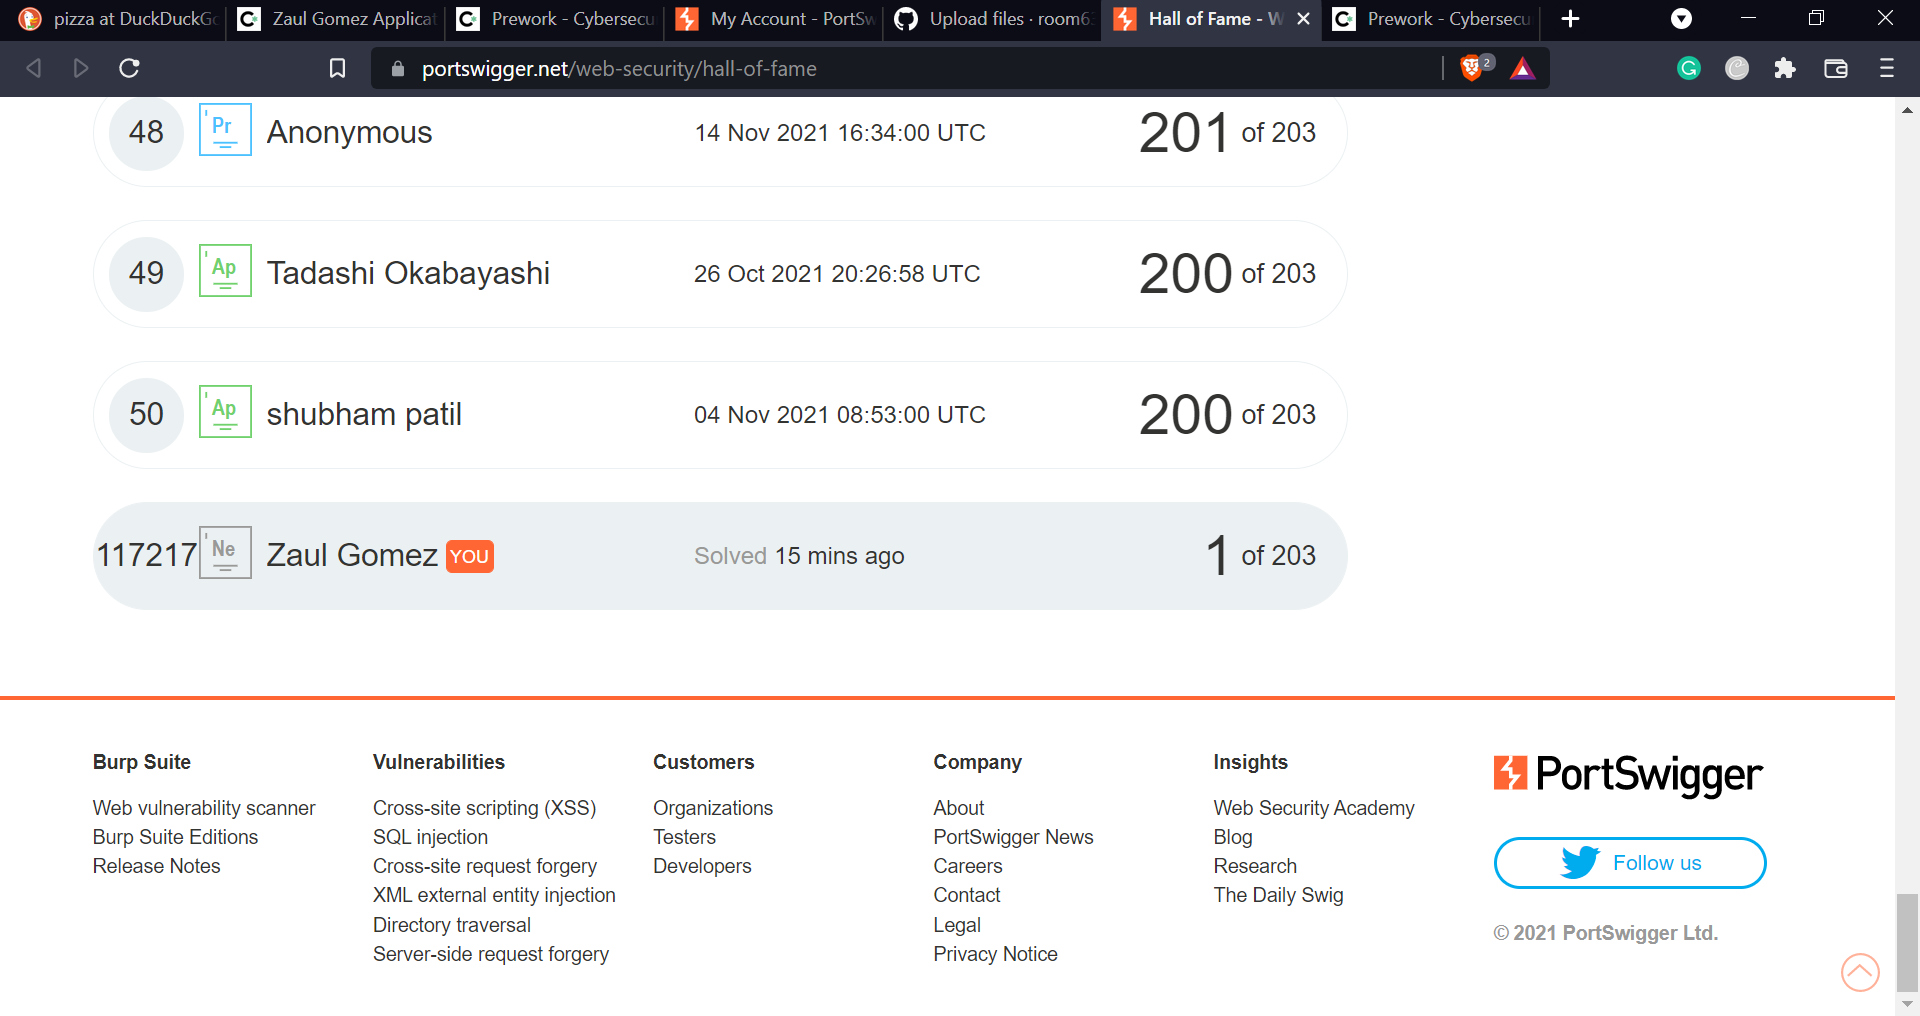 pizza at DuckDuckGo
Zaul Gomez Applicat
Prework - Cybersecu
My Account - PortSw
Upload files · room63
Hall of Fame - W
Prework - Cybersecu
portswigger.net/web-security/hall-of-fame
2
48 Pr Anonymous 14 Nov 2021 16:34:00 UTC 201 of 203
49 Ap Tadashi Okabayashi 26 Oct 2021 20:26:58 UTC 200 of 203
50 Ap shubham patil 04 Nov 2021 08:53:00 UTC 200 of 203
117217 Ne Zaul Gomez YOU Solved 15 mins ago 1 of 203
Burp Suite
Web vulnerability scanner
Burp Suite Editions
Release Notes
Vulnerabilities
Cross-site scripting (XSS)
SQL injection
Cross-site request forgery
XML external entity injection
Directory traversal
Server-side request forgery
Customers
Organizations
Testers
Developers
Company
About
PortSwigger News
Careers
Contact
Legal
Privacy Notice
Insights
Web Security Academy
Blog
Research
The Daily Swig
PortSwigger
Follow us
© 2021 PortSwigger Ltd.